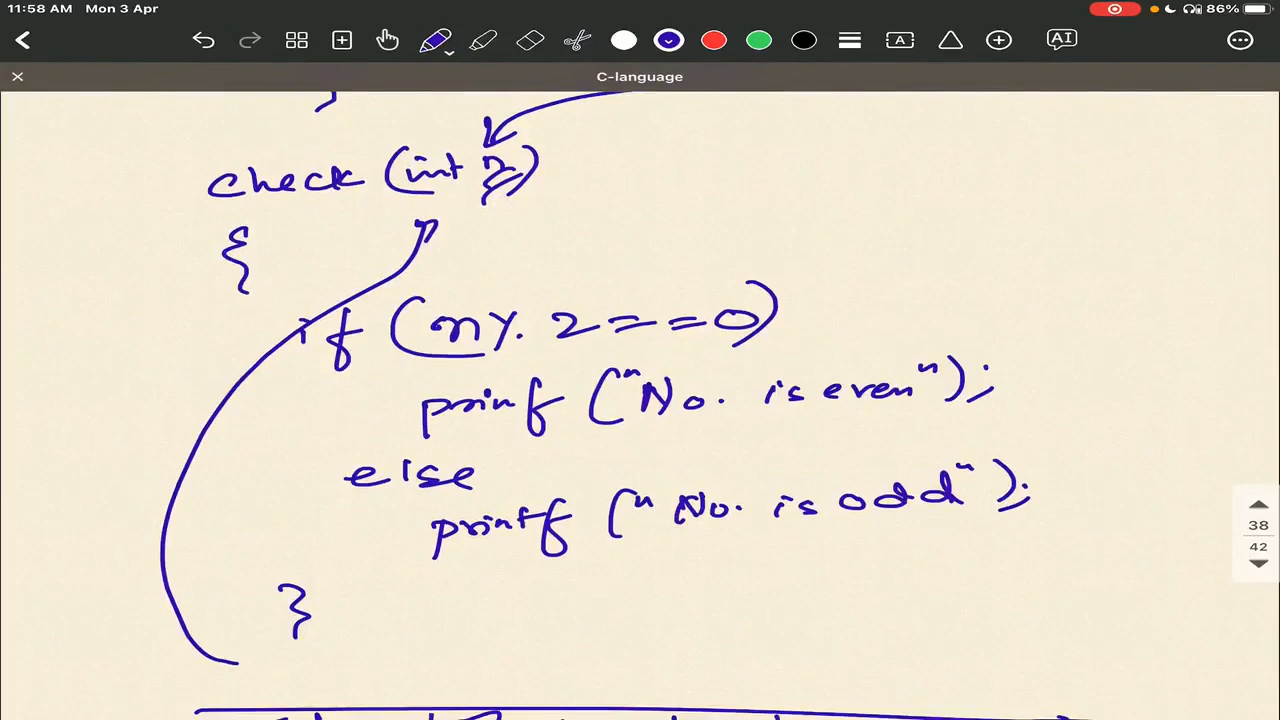 11:58 AM Mon 3 Apr
86%
A
AI
C-language
check (int
{
if (n%. 2 == 0)
printf ("No. is even");
else
printf ("No. is odd");
}
38
42